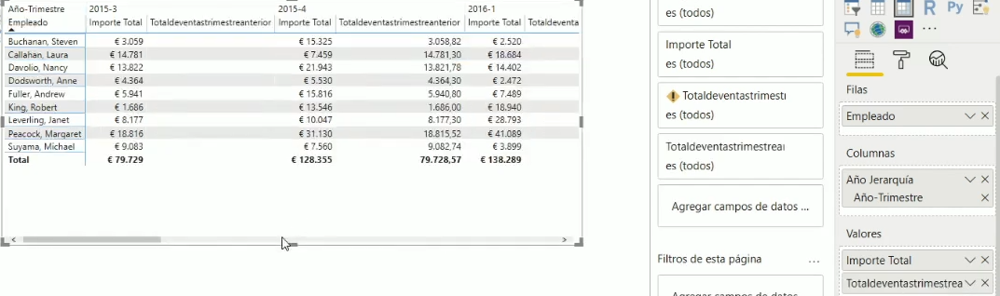 Año-Trimestre 2015-3 2015-4 2016-1
Empleado Importe Total Totaldeventastrimestreanterior Importe Total Totaldeventastrimestreanterior Importe Total Totaldeventa
Buchanan, Steven € 3.059 € 15.325 3.058,82 € 2.520
Callahan, Laura € 14.781 € 7.459 14.781,30 € 18.684
Davolio, Nancy € 13.822 € 21.943 13.821,78 € 14.402
Dodsworth, Anne € 4.364 € 5.530 4.364,30 € 2.472
Fuller, Andrew € 5.941 € 15.816 5.940,80 € 7.489
King, Robert € 1.686 € 13.546 1.686,00 € 18.940
Leverling, Janet € 8.177 € 10.047 8.177,30 € 28.793
Peacock, Margaret € 18.816 € 31.130 18.815,52 € 41.089
Suyama, Michael € 9.083 € 7.560 9.082,74 € 3.899
Total € 79.729 € 128.355 79.728,57 € 138.289
es (todos)
Importe Total
es (todos)
Totaldeventastrimestr
es (todos)
Totaldeventastrimestrear
es (todos)
Agregar campos de datos ...
Filtros de esta página ...
Agregar campos de datos
R Py
...
Filas
Empleado
Columnas
Año Jerarquía
Año-Trimestre
Valores
Importe Total
Totaldeventastrimestrea